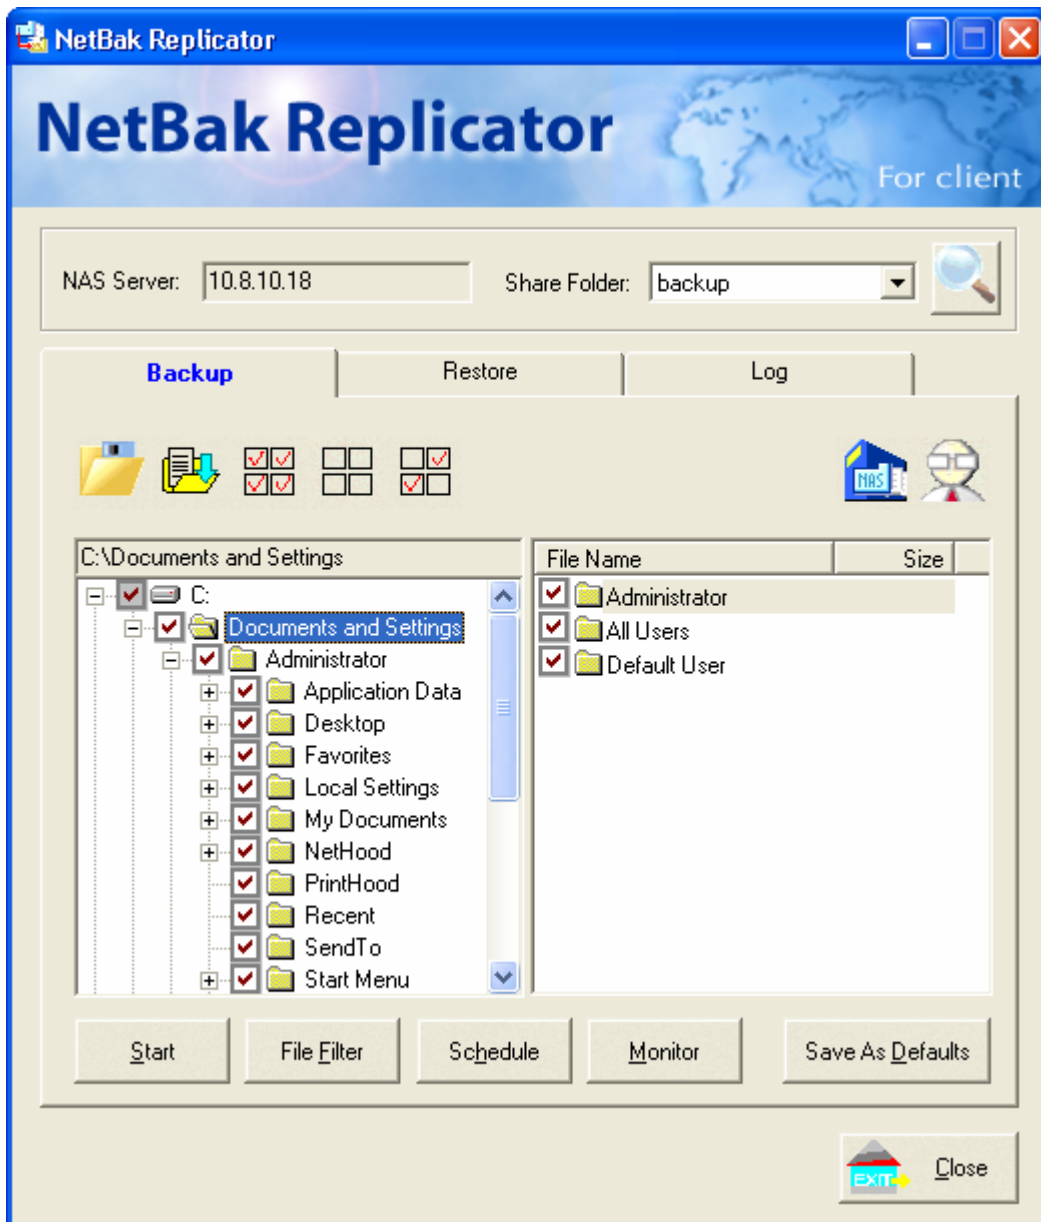 NetBak Replicator
NetBak Replicator
For client
NAS Server: 10.8.10.18 Share Folder: backup
Backup Restore Log
NAS
C:\Documents and Settings
C:
Documents and Settings
Administrator
Application Data
Desktop
Favorites
Local Settings
My Documents
NetHood
PrintHood
Recent
SendTo
Start Menu
File Name Size
Administrator
All Users
Default User
Start File Filter Schedule Monitor Save As Defaults
EXIT Close